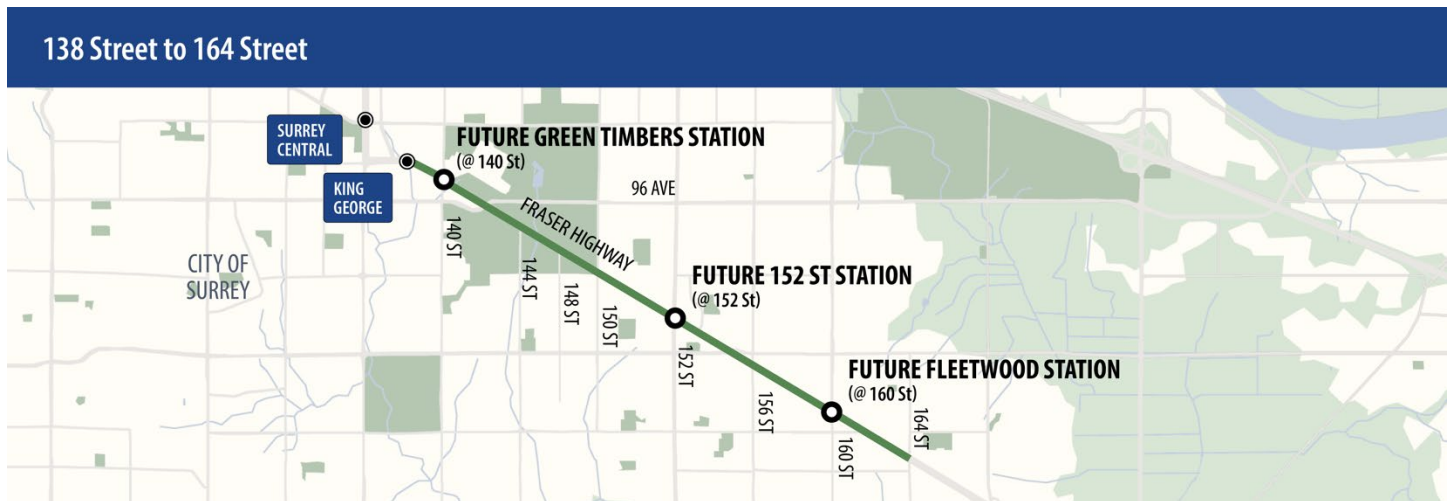 138 Street to 164 Street
SURREY
CENTRAL
KING
GEORGE
FUTURE GREEN TIMBERS STATION
(@ 140 St)
96 AVE
FRASER HIGHWAY
CITY OF
SURREY
140 ST
144 ST
148 ST
150 ST
FUTURE 152 ST STATION
(@ 152 St)
152 ST
156 ST
FUTURE FLEETWOOD STATION
(@ 160 St)
160 ST
164 ST